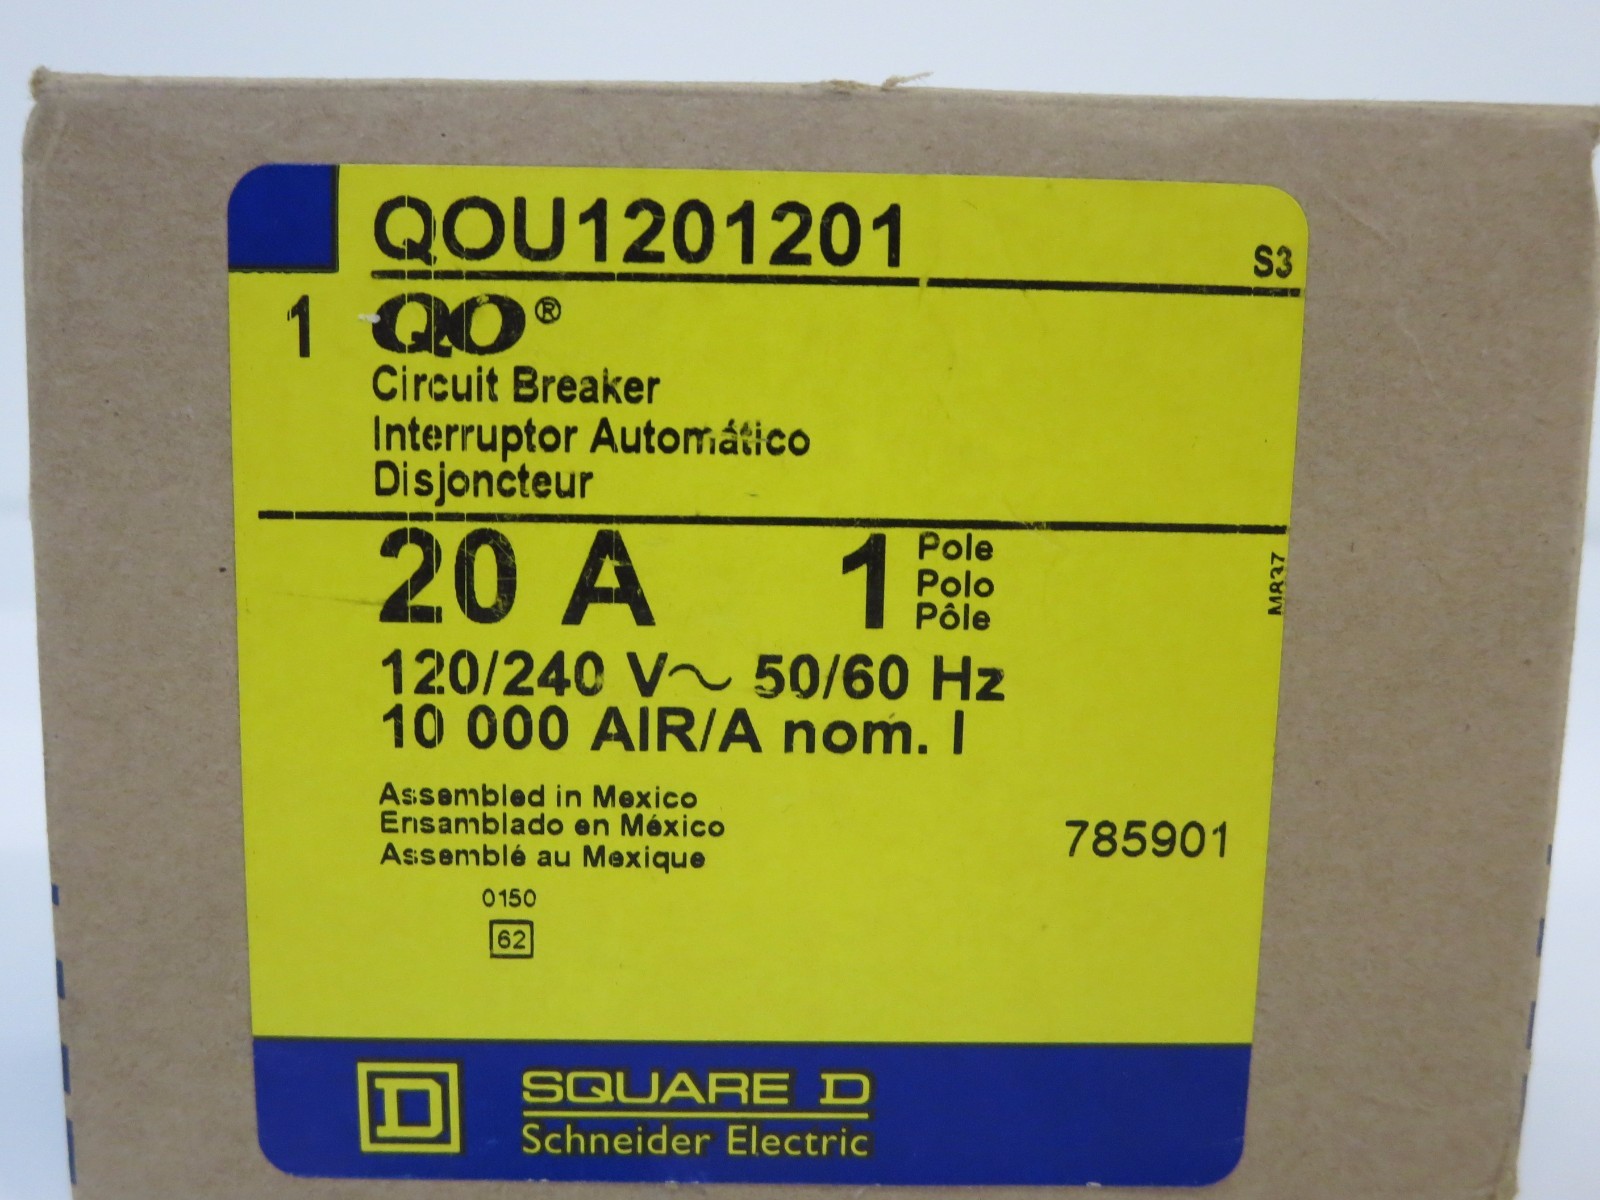 QOU1201201
S3
1 QO®
Circuit Breaker
Interruptor Automático
Disjoncteur
20 A 1 Pole
Polo
Pôle
M837
120/240 V~ 50/60 Hz
10 000 AIR/A nom. I
Assembled in Mexico
Ensamblado en México
Assemblé au Mexique
785901
0150
62
D SQUARE D
Schneider Electric